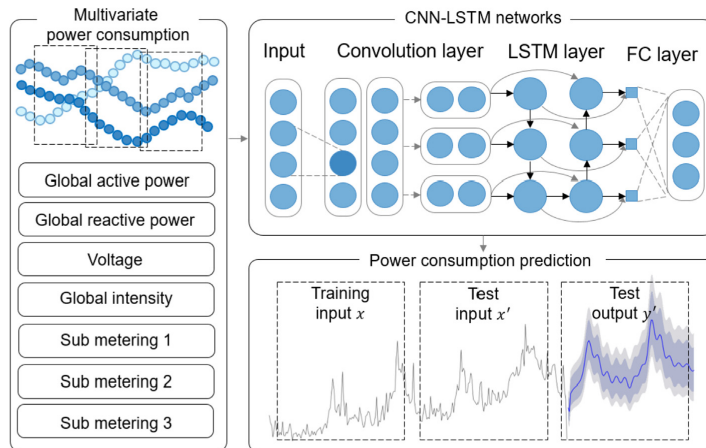 Multivariate
power consumption
Global active power
Global reactive power
Voltage
Global intensity
Sub metering 1
Sub metering 2
Sub metering 3
CNN-LSTM networks
Input
Convolution layer
LSTM layer
FC layer
Power consumption prediction
Training
input x
Test
input x′
Test
output y′